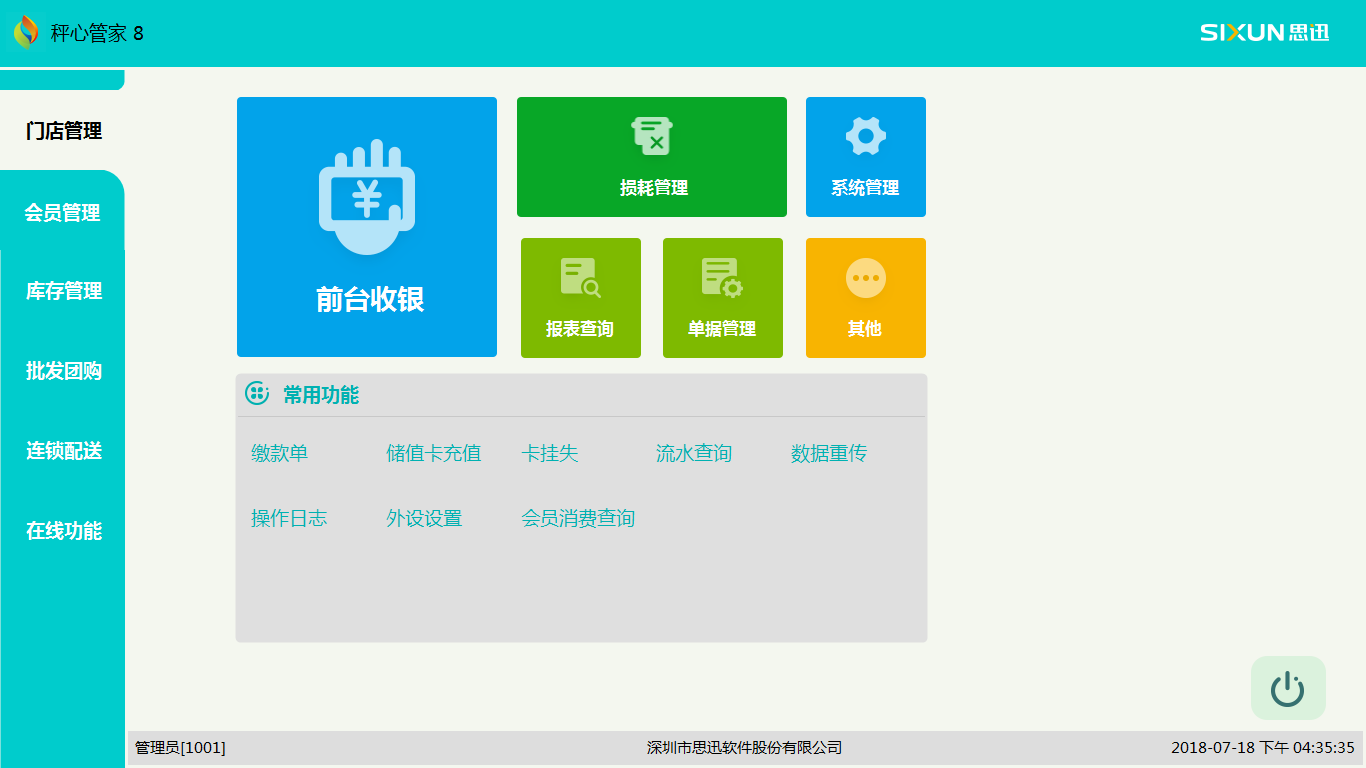 秤心管家 8
SIXUN思迅
门店管理
会员管理
库存管理
批发团购
连锁配送
在线功能
¥
前台收银
损耗管理
系统管理
报表查询
单据管理
其他
常用功能
缴款单 储值卡充值 卡挂失 流水查询 数据重传
操作日志 外设设置 会员消费查询
管理员[1001] 深圳市思迅软件股份有限公司 2018-07-18 下午 04:35:35